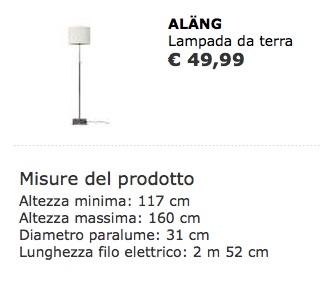 ALÄNG
Lampada da terra
€ 49,99
Misure del prodotto
Altezza minima: 117 cm
Altezza massima: 160 cm
Diametro paralume: 31 cm
Lunghezza filo elettrico: 2 m 52 cm